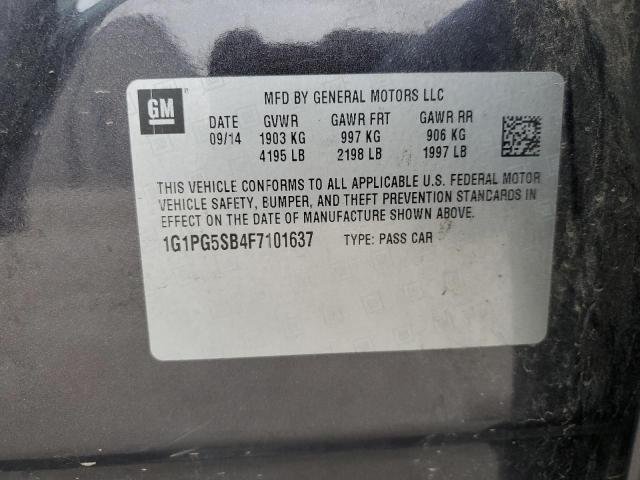 GM
MFD BY GENERAL MOTORS LLC
DATE GVWR GAWR FRT GAWR RR
09/14 1903 KG 997 KG 906 KG
4195 LB 2198 LB 1997 LB
THIS VEHICLE CONFORMS TO ALL APPLICABLE U.S. FEDERAL MOTOR
VEHICLE SAFETY, BUMPER, AND THEFT PREVENTION STANDARDS IN
EFFECT ON THE DATE OF MANUFACTURE SHOWN ABOVE.
1G1PG5SB4F7101637 TYPE: PASS CAR